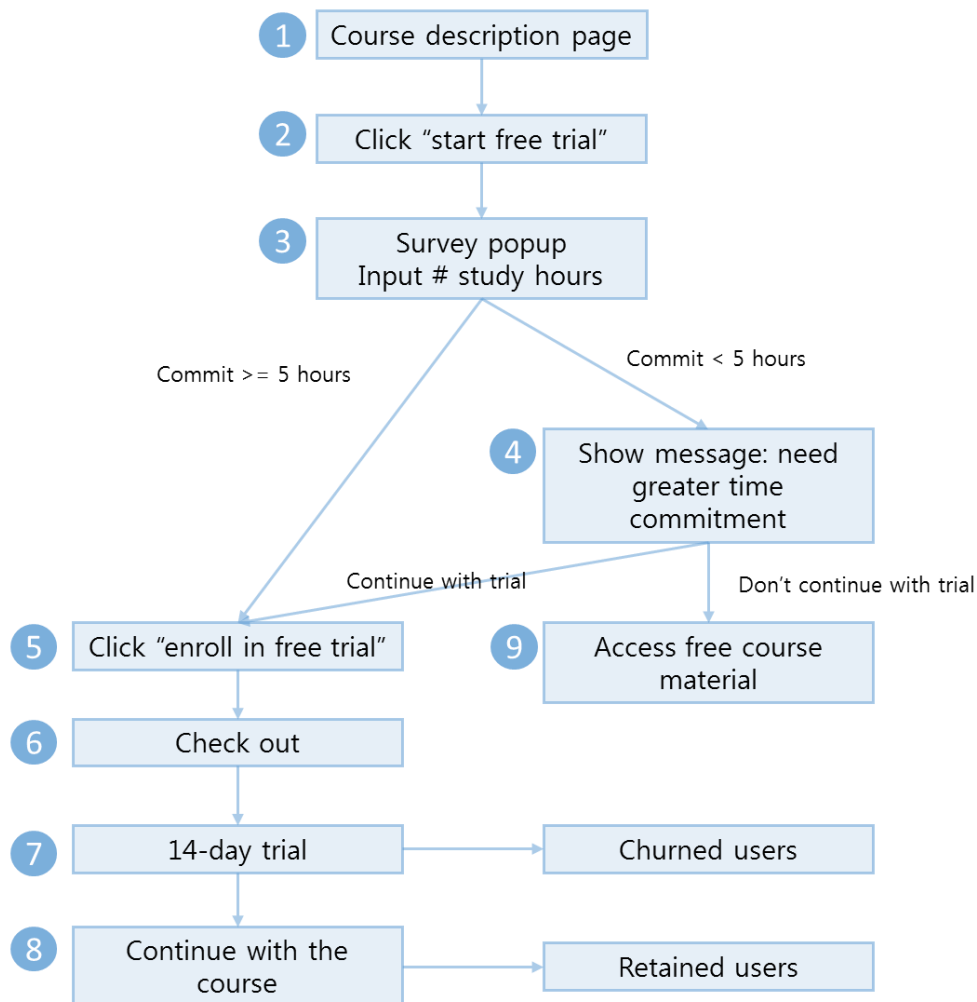 1
Course description page
2
Click “start free trial”
3
Survey popup
Input # study hours
Commit >= 5 hours
Commit < 5 hours
4
Show message: need
greater time
commitment
Continue with trial
Don’t continue with trial
5
Click “enroll in free trial”
9
Access free course
material
6
Check out
7
14-day trial
Churned users
8
Continue with the
course
Retained users